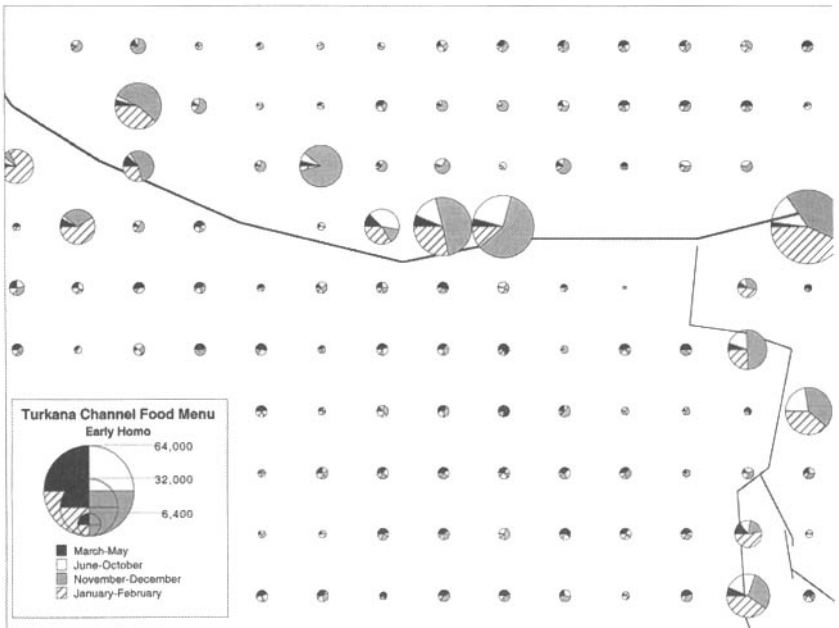 Turkana Channel Food Menu
Early Homo
64,000
32,000
6,400
March-May
June-October
November-December
January-February